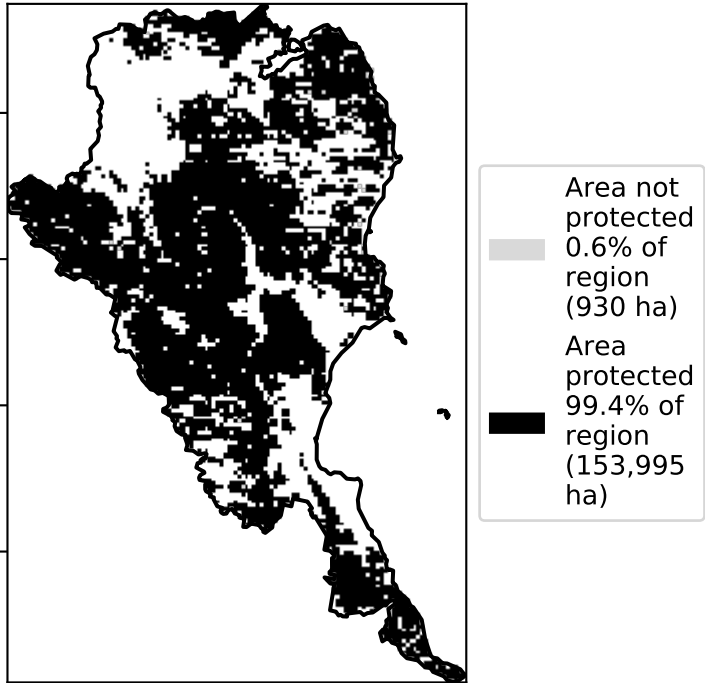 Area not
protected
0.6% of
region
(930 ha)
Area
protected
99.4% of
region
(153,995
ha)